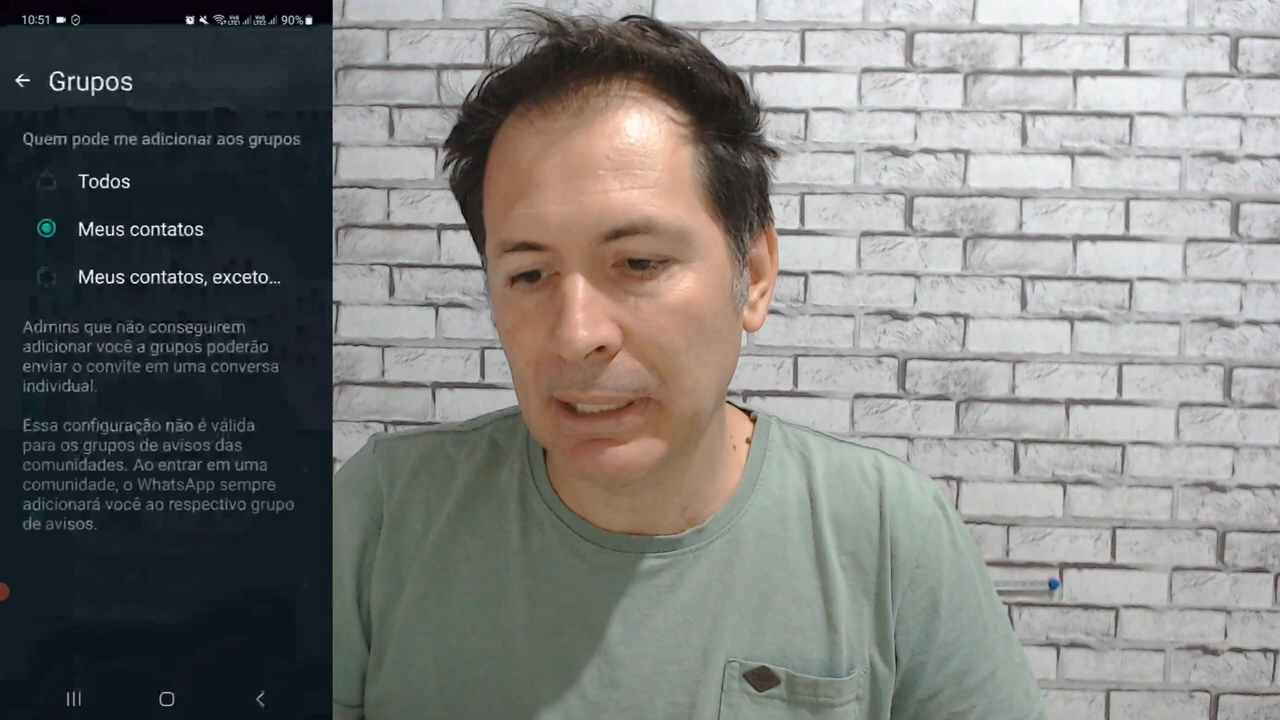 10:51
90%
Grupos
Quem pode me adicionar aos grupos
Todos
Meus contatos
Meus contatos, exceto...
Admins que não conseguirem
adicionar você a grupos poderão
enviar o convite em uma conversa
individual.
Essa configuração não é válida
para os grupos de avisos das
comunidades. Ao entrar em uma
comunidade, o WhatsApp sempre
adicionará você ao respectivo grupo
de avisos.